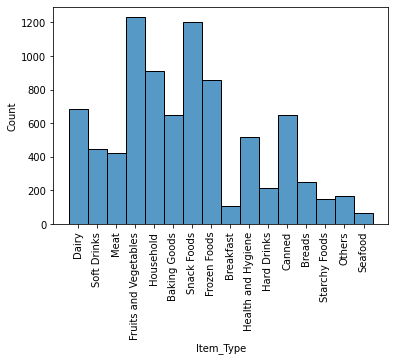 1200
1000
800
600
400
200
0
Count
Dairy
Soft Drinks
Meat
Fruits and Vegetables
Household
Baking Goods
Snack Foods
Frozen Foods
Breakfast
Health and Hygiene
Hard Drinks
Canned
Breads
Starchy Foods
Others
Seafood
Item_Type